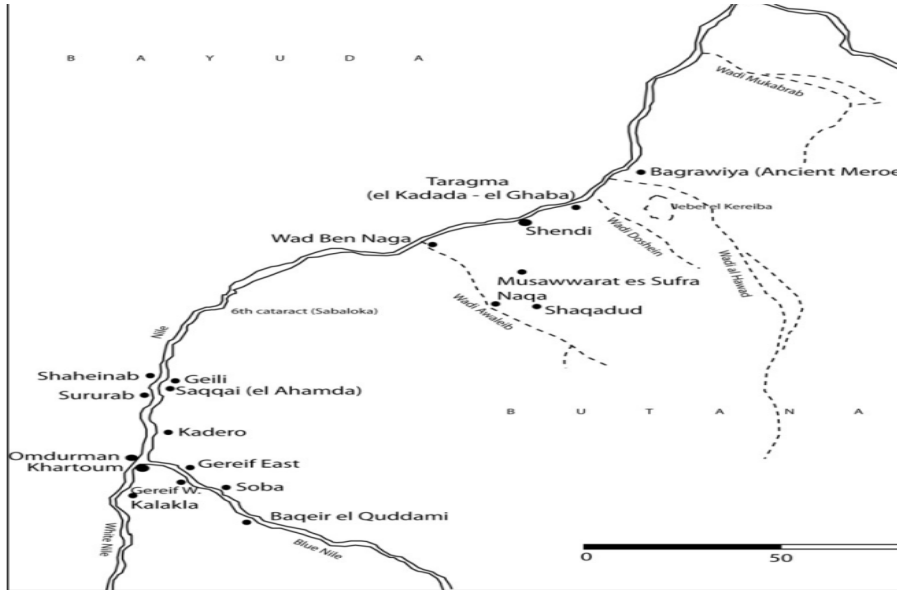 B A Y U D A
Wadi Mukabrab
Bagrawiya (Ancient Meroe
Taragma
(el Kadada - el Ghaba)
Jebel el Kereiba
Shendi
Wadi Doshein
Wad Ben Naga
Wadi al Hawad
Musawwarat es Sufra
Naqa
Shaqadud
Wadi Awaleib
6th cataract (Sabaloka)
Nile
Shaheinab
Geili
Saqqai (el Ahamda)
Sururab
B U T A N A
Kadero
Omdurman
Khartoum
Gereif East
Gereif W.
Soba
Kalakla
Baqeir el Quddami
White Nile
Blue Nile
0 50